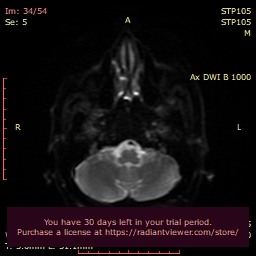 Im: 34/54
Se: 5
A
STP105
STP105
M
Ax DWI B 1000
R
L
You have 30 days left in your trial period.
Purchase a license at https://radiantviewer.com/store/